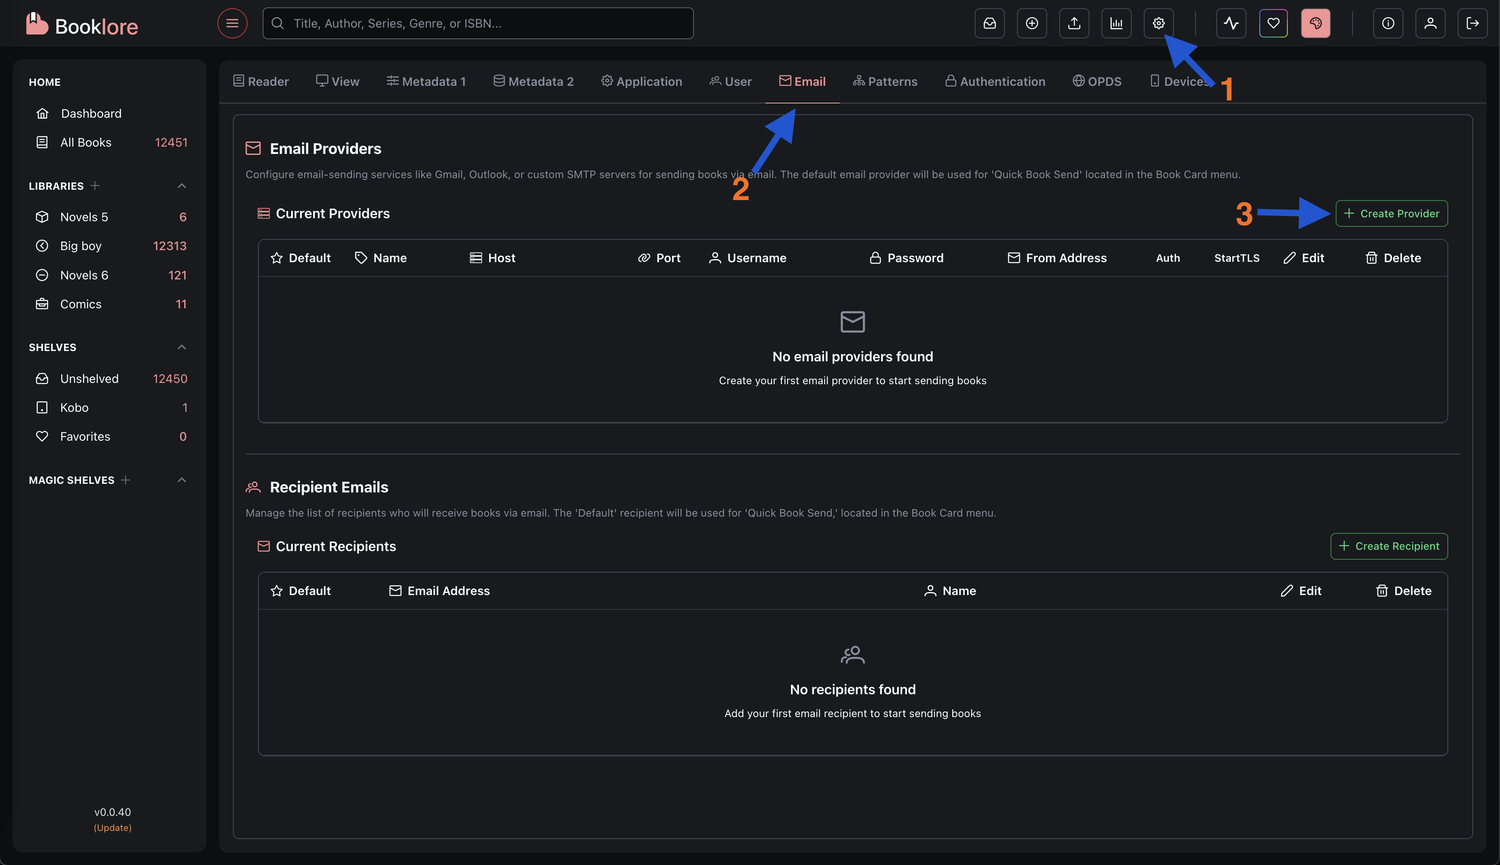 Booklore
Title, Author, Series, Genre, or ISBN...
1
HOME
Dashboard
All Books 12451
LIBRARIES
Novels 5 6
Big boy 12313
Novels 6 121
Comics 11
SHELVES
Unshelved 12450
Kobo 1
Favorites 0
MAGIC SHELVES
v0.0.40
(Update)
Reader View Metadata 1 Metadata 2 Application User Email Patterns Authentication OPDS Devices
2
Email Providers
Configure email-sending services like Gmail, Outlook, or custom SMTP servers for sending books via email. The default email provider will be used for 'Quick Book Send' located in the Book Card menu.
Current Providers
3
Create Provider
Default Name Host Port Username Password From Address Auth StartTLS Edit Delete
No email providers found
Create your first email provider to start sending books
Recipient Emails
Manage the list of recipients who will receive books via email. The 'Default' recipient will be used for 'Quick Book Send,' located in the Book Card menu.
Current Recipients
Create Recipient
Default Email Address Name Edit Delete
No recipients found
Add your first email recipient to start sending books